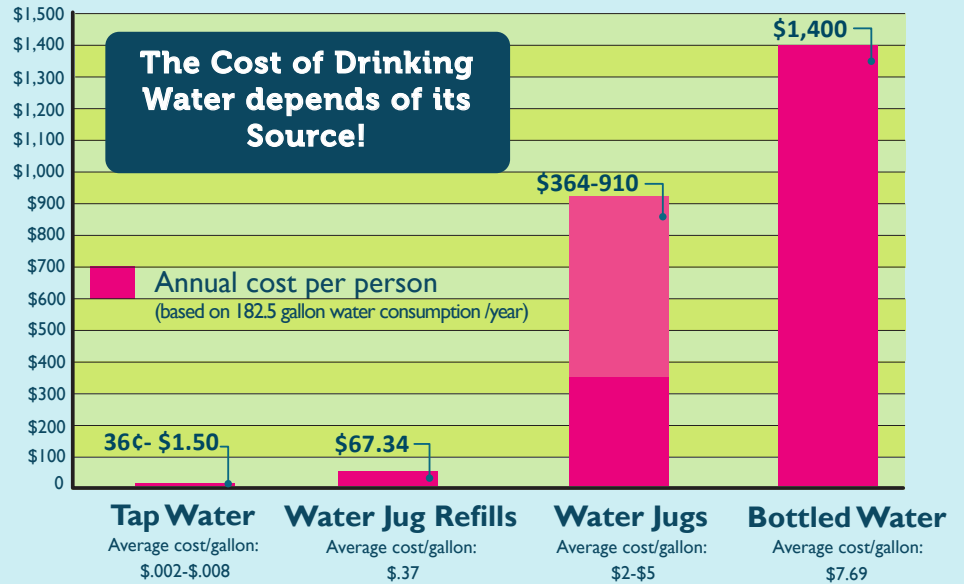 $1,500
$1,400
$1,300
$1,200
$1,100
$1,000
$900
$800
$700
$600
$500
$400
$300
$200
$100
0
The Cost of Drinking
Water depends of its
Source!
Annual cost per person
(based on 182.5 gallon water consumption /year)
36¢- $1.50
$67.34
$364-910
$1,400
Tap Water
Average cost/gallon:
$.002-$.008
Water Jug Refills
Average cost/gallon:
$.37
Water Jugs
Average cost/gallon:
$2-$5
Bottled Water
Average cost/gallon:
$7.69